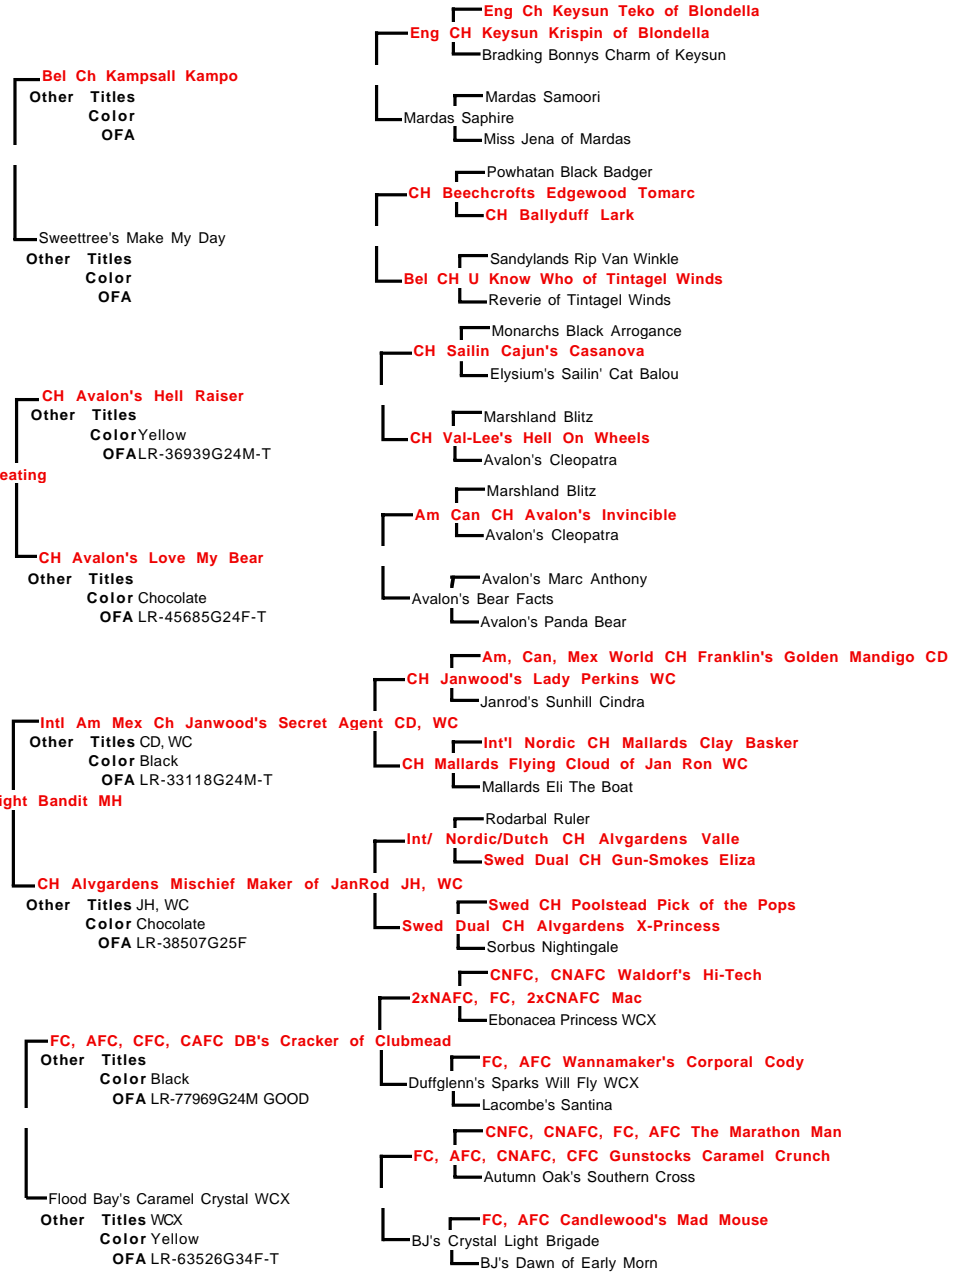 Eng Ch Keysun Teko of Blondella
Eng CH Keysun Krispin of Blondella
Bradking Bonnys Charm of Keysun
Bel Ch Kampsall Kampo
Other Titles
Mardas Samoori
Color
Mardas Saphire
OFA
Miss Jena of Mardas
Powhatan Black Badger
CH Beechcrofts Edgewood Tomarc
CH Ballyduff Lark
Sweettree's Make My Day
Other Titles
Sandylands Rip Van Winkle
Color
Bel CH U Know Who of Tintagel Winds
OFA
Reverie of Tintagel Winds
Monarchs Black Arrogance
CH Sailin Cajun's Casanova
Elysium's Sailin' Cat Balou
CH Avalon's Hell Raiser
Other Titles
Marshland Blitz
Color Yellow
CH Val-Lee's Hell On Wheels
OFA LR-36939G24M-T
Avalon's Cleopatra
eating
Marshland Blitz
Am Can CH Avalon's Invincible
Avalon's Cleopatra
CH Avalon's Love My Bear
Other Titles
Avalon's Marc Anthony
Color Chocolate
Avalon's Bear Facts
OFA LR-45685G24F-T
Avalon's Panda Bear
Am, Can, Mex World CH Franklin's Golden Mandigo CD
CH Janwood's Lady Perkins WC
Janrod's Sunhill Cindra
Intl Am Mex Ch Janwood's Secret Agent CD, WC
Other Titles CD, WC
Int'l Nordic CH Mallards Clay Basker
Color Black
CH Mallards Flying Cloud of Jan Ron WC
OFA LR-33118G24M-T
Mallards Eli The Boat
ight Bandit MH
Rodarbal Ruler
Int/ Nordic/Dutch CH Alvgardens Valle
Swed Dual CH Gun-Smokes Eliza
CH Alvgardens Mischief Maker of JanRod JH, WC
Other Titles JH, WC
Swed CH Poolstead Pick of the Pops
Color Chocolate
Swed Dual CH Alvgardens X-Princess
OFA LR-38507G25F
Sorbus Nightingale
CNFC, CNAFC Waldorf's Hi-Tech
2xNAFC, FC, 2xCNAFC Mac
Ebonacea Princess WCX
FC, AFC, CFC, CAFC DB's Cracker of Clubmead
Other Titles
FC, AFC Wannamaker's Corporal Cody
Color Black
Duffglenn's Sparks Will Fly WCX
OFA LR-77969G24M GOOD
Lacombe's Santina
CNFC, CNAFC, FC, AFC The Marathon Man
FC, AFC, CNAFC, CFC Gunstocks Caramel Crunch
Autumn Oak's Southern Cross
Flood Bay's Caramel Crystal WCX
Other Titles WCX
FC, AFC Candlewood's Mad Mouse
Color Yellow
BJ's Crystal Light Brigade
OFA LR-63526G34F-T
BJ's Dawn of Early Morn